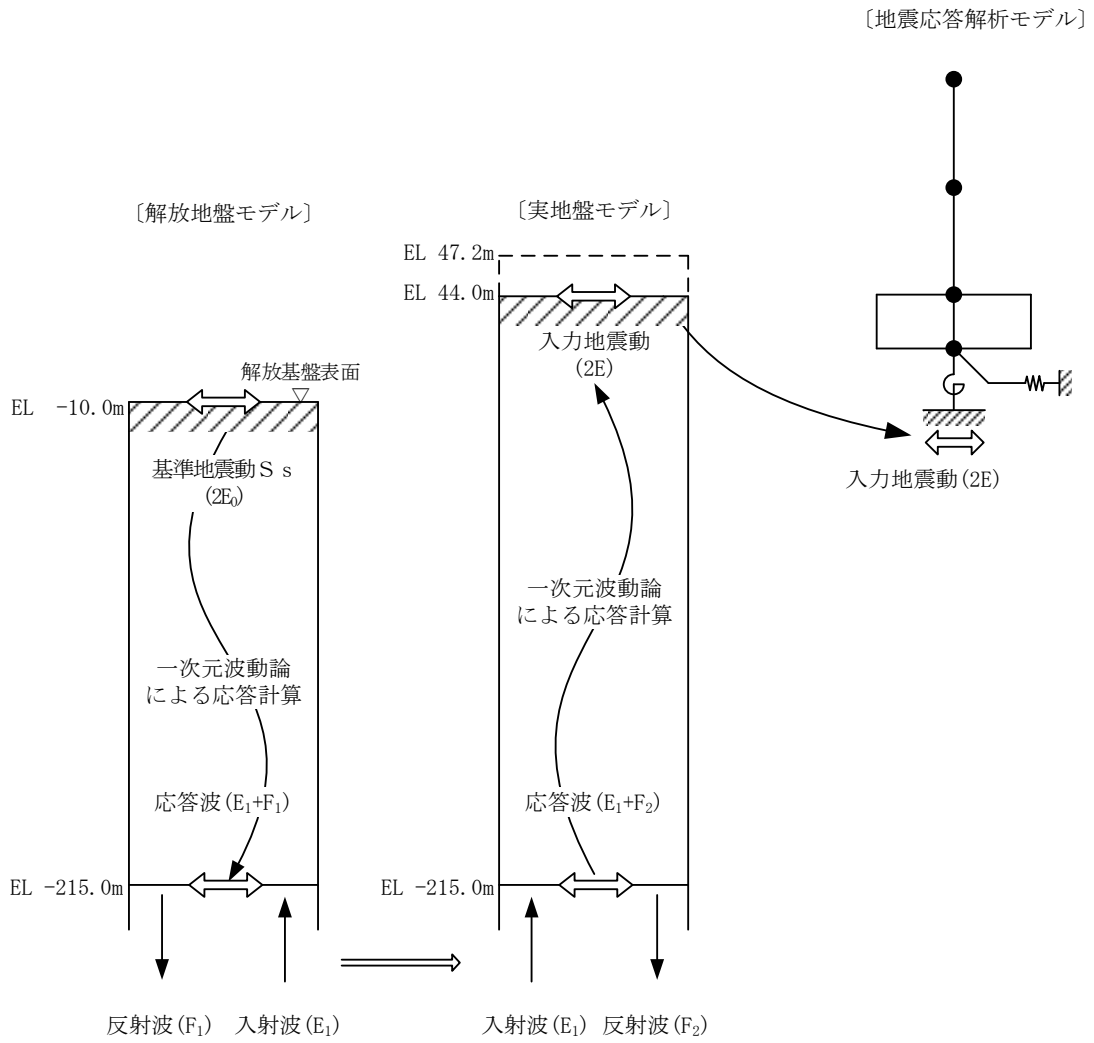 〔地震応答解析モデル〕
〔解放地盤モデル〕
〔実地盤モデル〕
EL 47.2m
EL 44.0m
入力地震動
(2E)
解放基盤表面
EL -10.0m
基準地震動Ｓｓ
(2E₀)
入力地震動(2E)
一次元波動論
による応答計算
一次元波動論
による応答計算
応答波(E₁+F₁)
応答波(E₁+F₂)
EL -215.0m
EL -215.0m
反射波(F₁) 入射波(E₁)
入射波(E₁) 反射波(F₂)